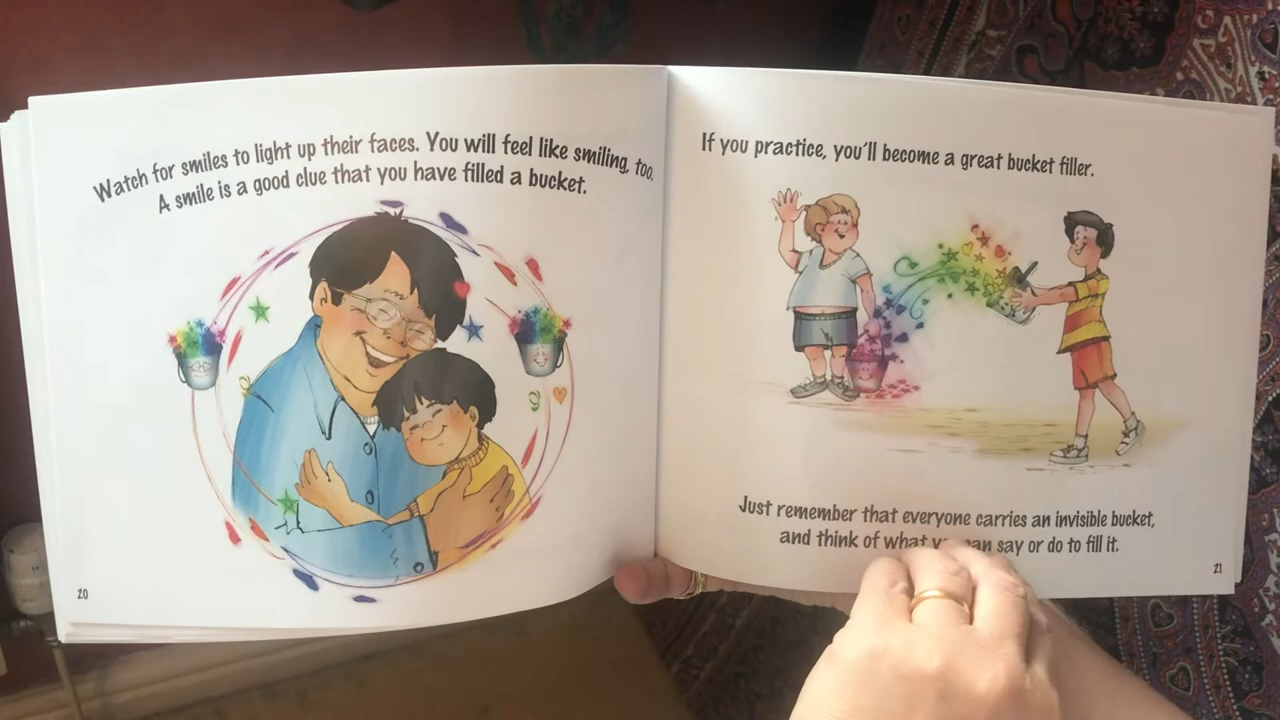 Watch for smiles to light up their faces. You will feel like smiling, too.
A smile is a good clue that you have filled a bucket.
20
If you practice, you'll become a great bucket filler.
Just remember that everyone carries an invisible bucket,
and think of what can say or do to fill it.
21